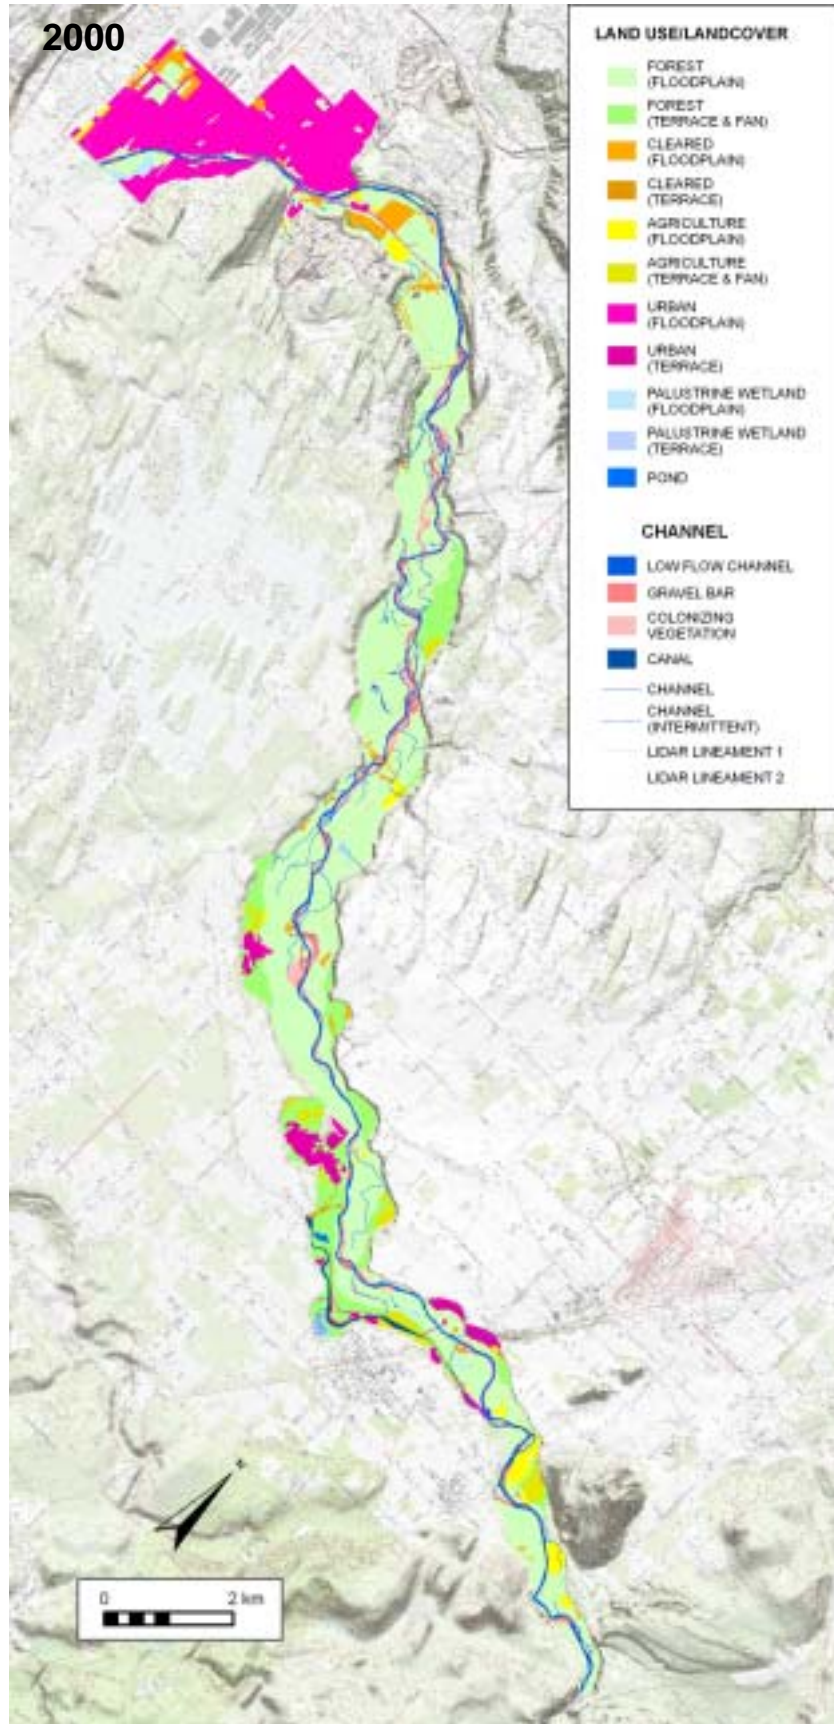 2000
LAND USE/LANDCOVER
FOREST
(FLOODPLAIN)
FOREST
(TERRACE & FAN)
CLEARED
(FLOODPLAIN)
CLEARED
(TERRACE)
AGRICULTURE
(FLOODPLAIN)
AGRICULTURE
(TERRACE & FAN)
URBAN
(FLOODPLAIN)
URBAN
(TERRACE)
PALUSTRINE WETLAND
(FLOODPLAIN)
PALUSTRINE WETLAND
(TERRACE)
POND
CHANNEL
LOW FLOW CHANNEL
GRAVEL BAR
COLONIZING
VEGETATION
CANAL
CHANNEL
CHANNEL
(INTERMITTENT)
LIDAR LINEAMENT 1
LIDAR LINEAMENT 2
0 2 km